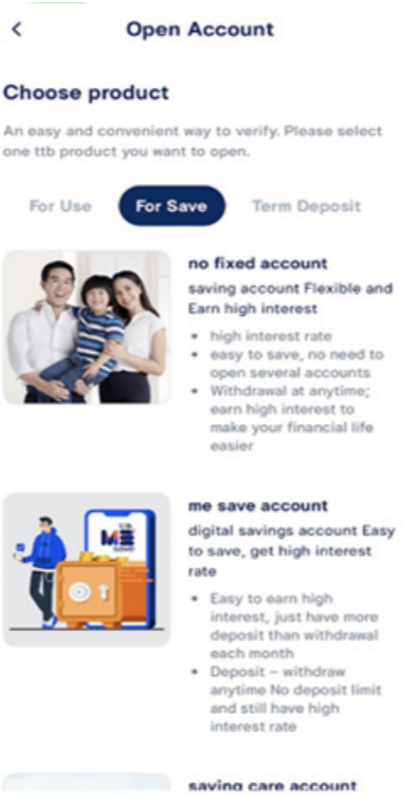 Open Account
Choose product
An easy and convenient way to verify. Please select
one ttb product you want to open.
For Use
For Save
Term Deposit
no fixed account
saving account Flexible and
Earn high interest
• high interest rate
• easy to save, no need to
open several accounts
• Withdrawal at anytime;
earn high interest to
make your financial life
easier
ME
save
me save account
digital savings account Easy
to save, get high interest
rate
• Easy to earn high
interest, just have more
deposit than withdrawal
each month
• Deposit – withdraw
anytime No deposit limit
and still have high
interest rate
saving care account